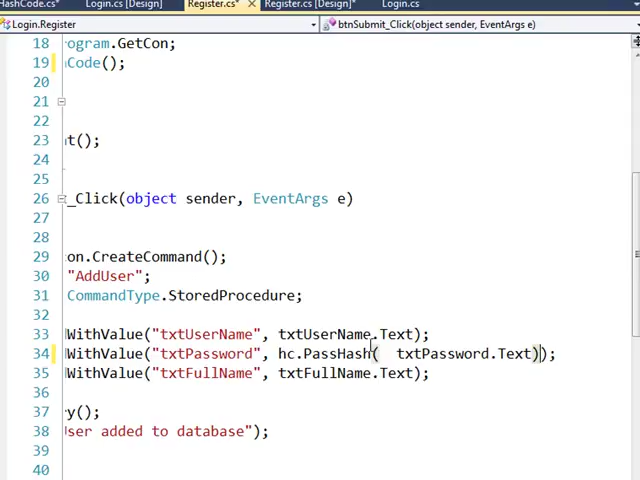 HashCode.cs* Login.cs [Design] Register.cs* Register.cs [Design]* Login.cs
Login.Register btnSubmit_Click(object sender, EventArgs e)
18 rogram.GetCon;
19 Code();
20
21
22
23 t();
24
25
26 _Click(object sender, EventArgs e)
27
28
29 on.CreateCommand();
30 "AddUser";
31 CommandType.StoredProcedure;
32
33 WithValue("txtUserName", txtUserName.Text);
34 WithValue("txtPassword", hc.PassHash( txtPassword.Text));
35 WithValue("txtFullName", txtFullName.Text);
36
37 ry();
38 ser added to database");
39
40